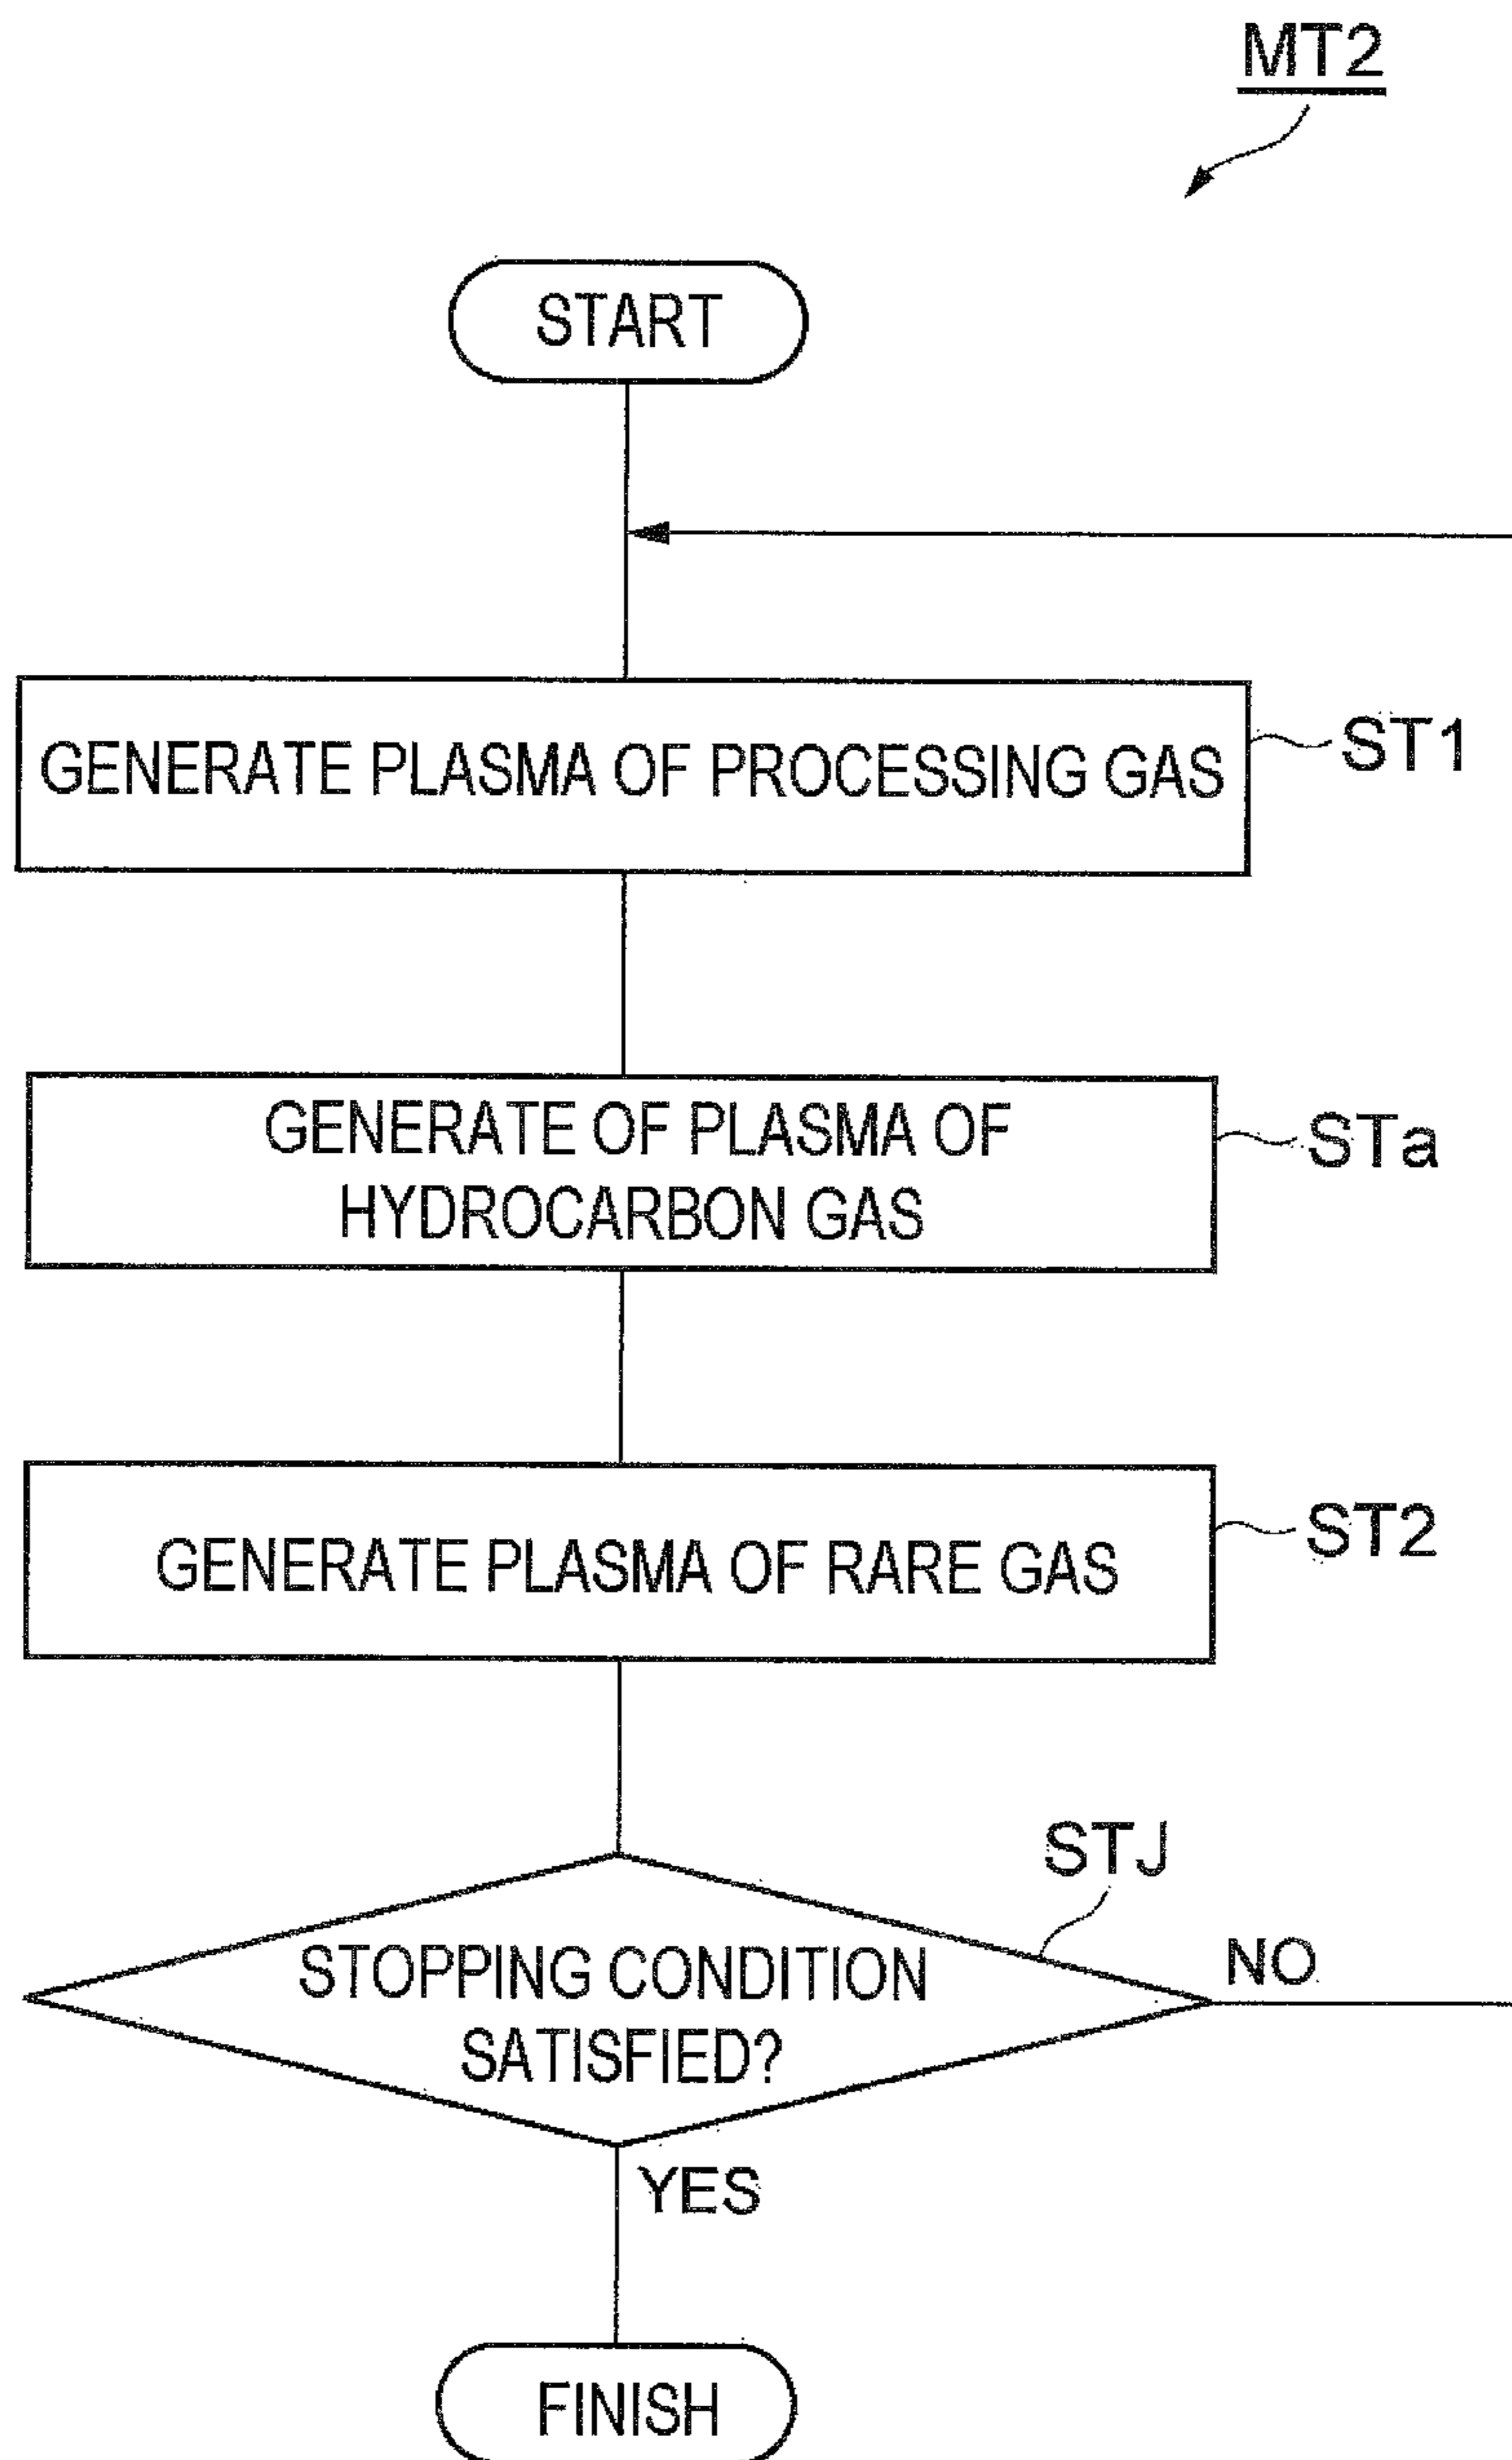 MT2
START
GENERATE PLASMA OF PROCESSING GAS
ST1
GENERATE OF PLASMA OF
HYDROCARBON GAS
STa
GENERATE PLASMA OF RARE GAS
ST2
STJ
STOPPING CONDITION
SATISFIED?
NO
YES
FINISH